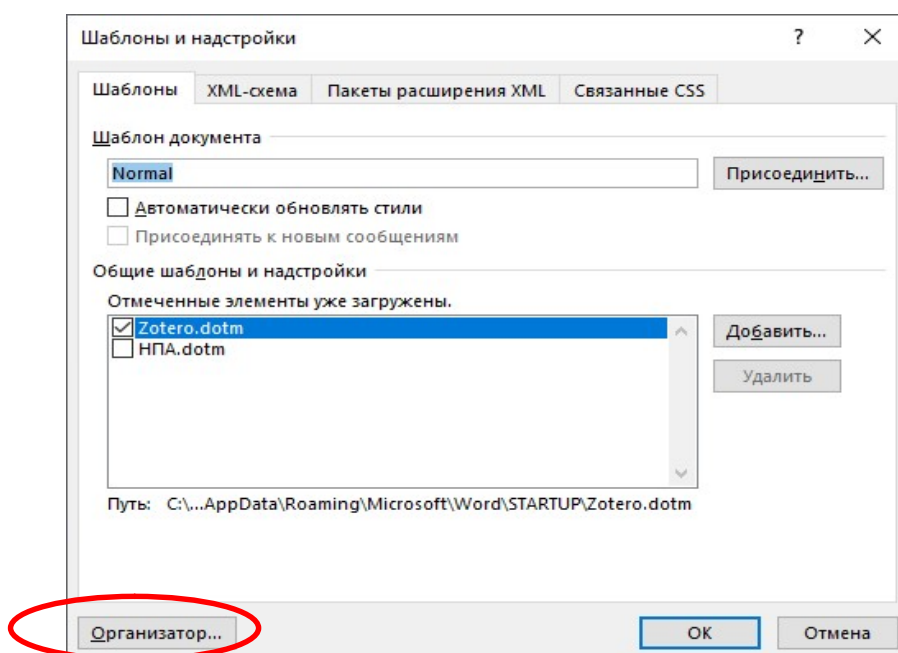 Шаблоны и надстройки ?
Шаблоны XML-схема Пакеты расширения XML Связанные CSS
Шаблон документа
Normal Присоединить...
Автоматически обновлять стили
Присоединять к новым сообщениям
Общие шаблоны и надстройки
Отмеченные элементы уже загружены.
Zotero.dotm Добавить...
НПА.dotm
Удалить
Путь: C:\...AppData\Roaming\Microsoft\Word\STARTUP\Zotero.dotm
Организатор... ОК Отмена